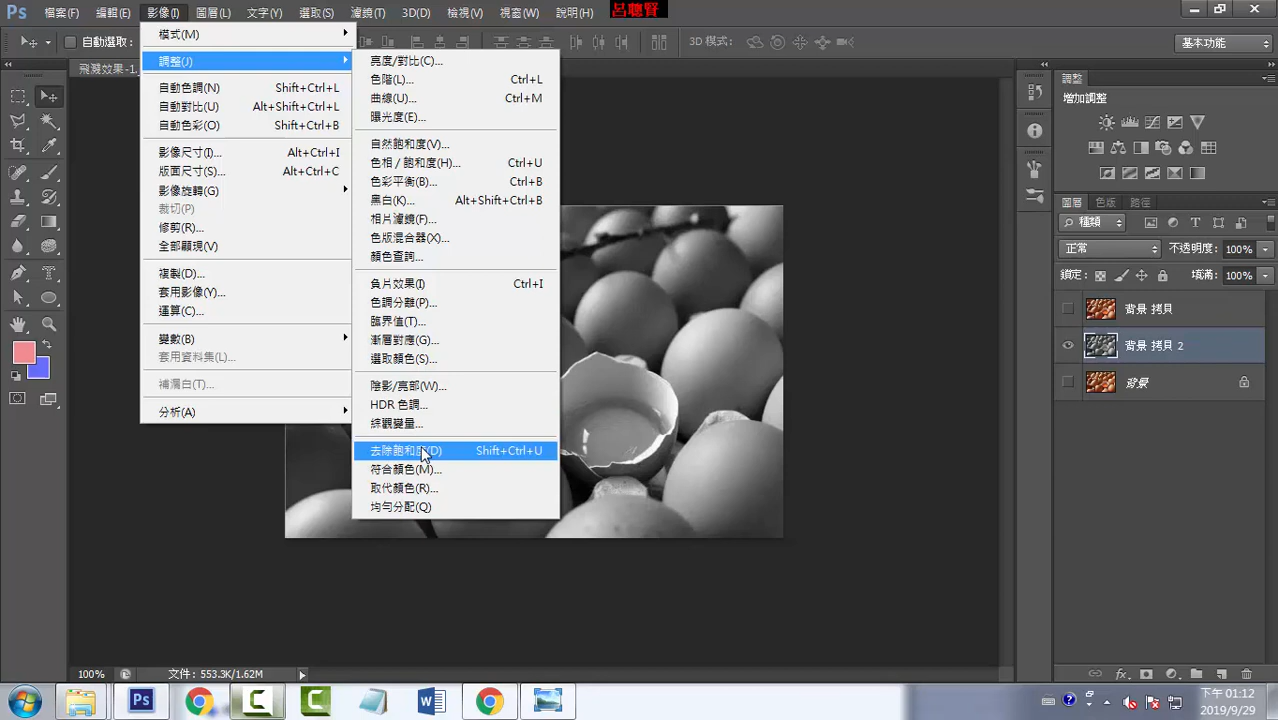 Ps 檔案(F) 編輯(E) 影像(I) 圖層(L) 文字(Y) 選取(S) 濾鏡(T) 3D(D) 檢視(V) 視窗(W) 說明(H) 呂聰賢
自動選取：
3D 模式：
基本功能
飛濺效果-1.
模式(M)
調整(J)
自動色調(N) Shift+Ctrl+L
自動對比(U) Alt+Shift+Ctrl+L
自動色彩(O) Shift+Ctrl+B
影像尺寸(I)... Alt+Ctrl+I
版面尺寸(S)... Alt+Ctrl+C
影像旋轉(G)
裁切(P)
修剪(R)...
全部顯現(V)
複製(D)...
套用影像(Y)...
運算(C)...
變數(B)
套用資料集(L)...
補漏白(T)...
分析(A)
亮度/對比(C)...
色階(L)... Ctrl+L
曲線(U)... Ctrl+M
曝光度(E)...
自然飽和度(V)...
色相 / 飽和度(H)... Ctrl+U
色彩平衡(B)... Ctrl+B
黑白(K)... Alt+Shift+Ctrl+B
相片濾鏡(F)...
色版混合器(X)...
顏色查詢...
負片效果(I) Ctrl+I
色調分離(P)...
臨界值(T)...
漸層對應(G)...
選取顏色(S)...
陰影/亮部(W)...
HDR 色調...
綜觀變量...
去除飽和度(D) Shift+Ctrl+U
符合顏色(M)...
取代顏色(R)...
均勻分配(Q)
調整
增加調整
圖層 色版 路徑
類型
正常 不透明度： 100%
鎖定： 填滿： 100%
背景 拷貝
背景 拷貝 2
背景
100% 文件：553.3K/1.62M
Ps
下午 01:12
2019/9/29